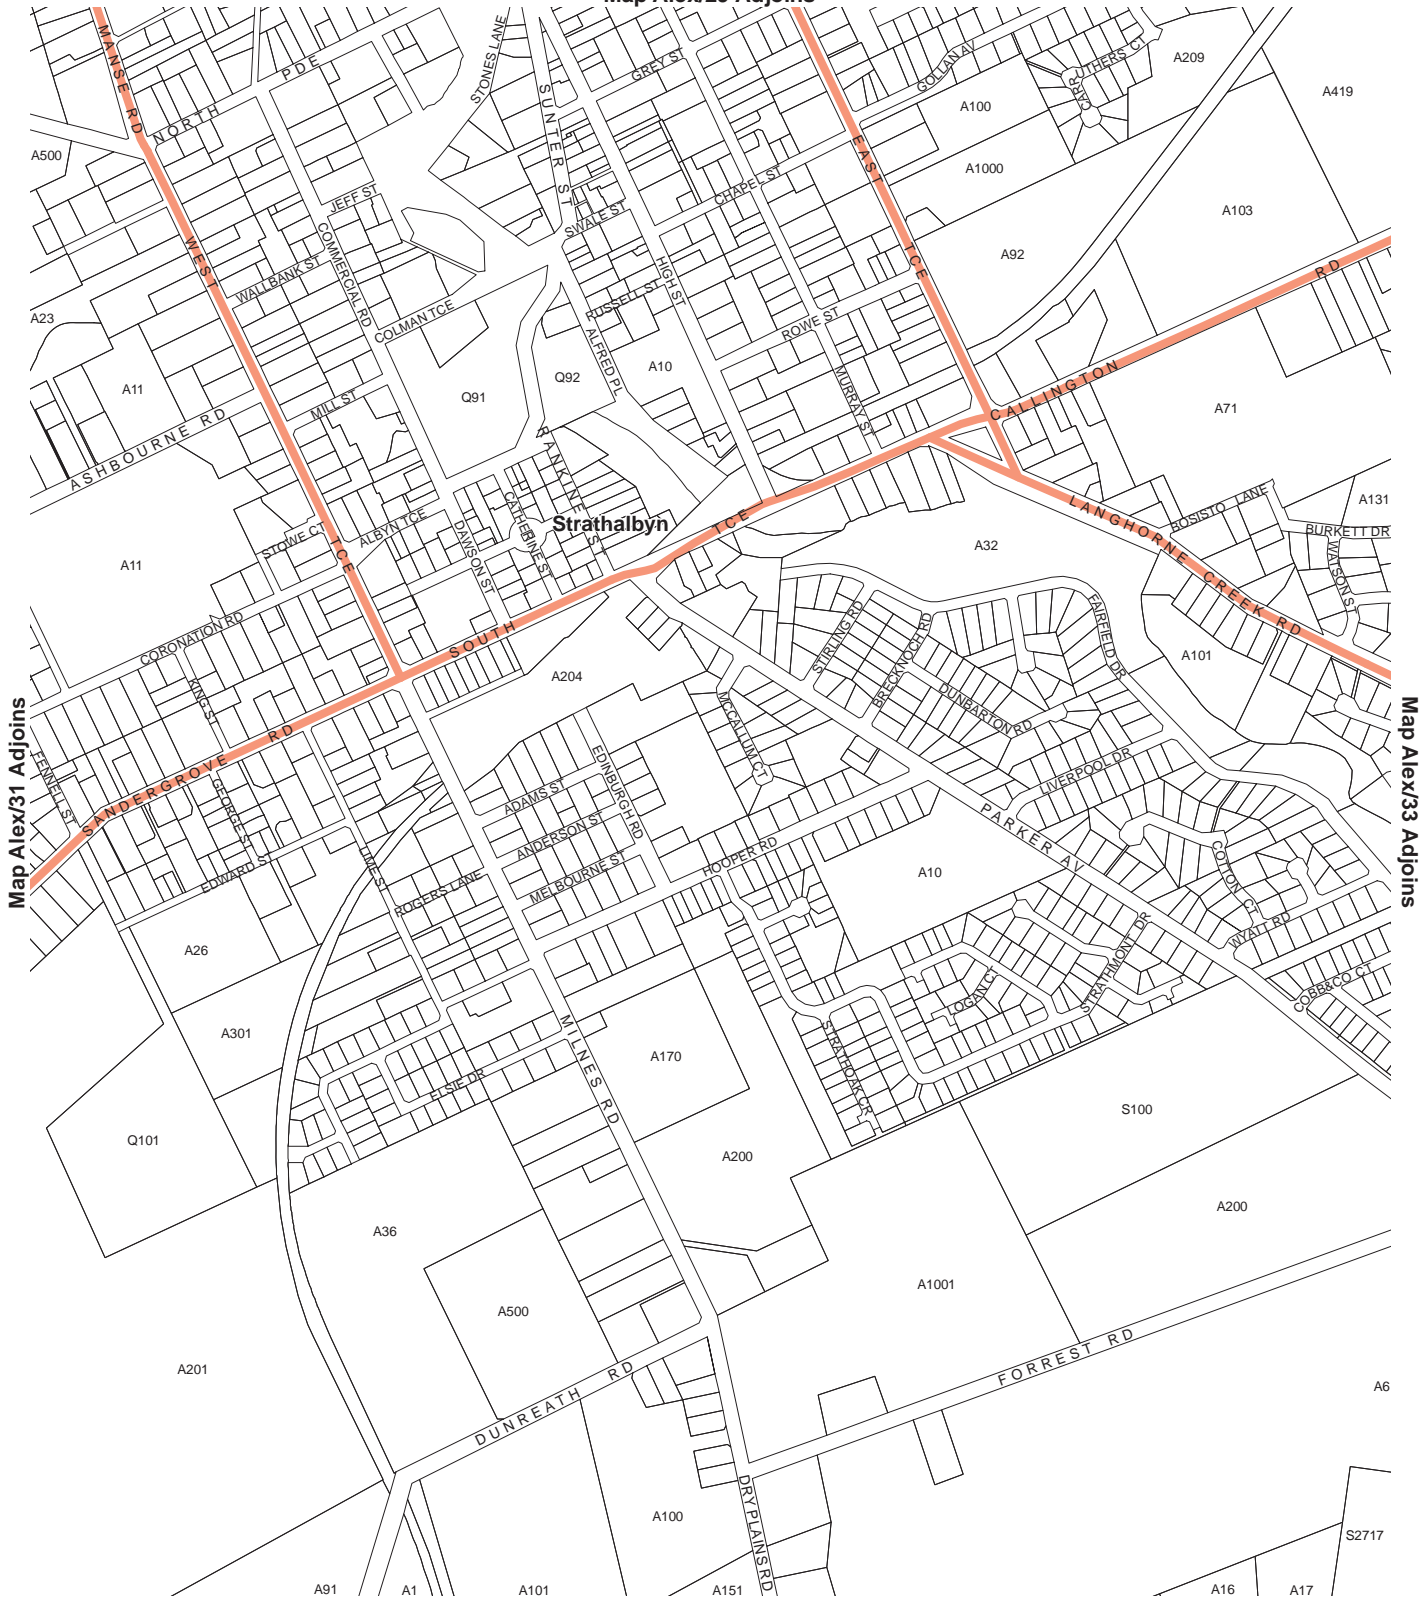 MANSE RD
NORTH PDE
STONES LANE
SUNTER ST
GREY ST
GOLLAN AV
CARRUTHERS CT
A209
A419
A100
A500
A1000
EAST TCE
JEFF ST
CHAPEL ST
SWALE ST
A103
A92
WEST TCE
COMMERCIAL RD
WALLBANK ST
HIGH ST
RUSSELL ST
ROWE ST
CALLINGTON RD
A23
COLMAN TCE
ALFRED PL
A10
Q92
Q91
A11
MILL ST
MURRAY ST
A71
ASHBOURNE RD
RANKINE ST
A131
BOSISTO LANE
BURKETT DR
LANGHORNE CREEK RD
WATSON ST
CATHERINE ST
Strathalbyn
STOWE CT
ALBYN TCE
DAWSON ST
A32
A11
SOUTH TCE
CORONATION RD
STIRLING RD
BRECKNOCH RD
FAIRFIELD DR
A101
A204
KING ST
DUNBARTON RD
MCCALLUM CT
Map Alex/31 Adjoins
Map Alex/33 Adjoins
SANDERGROVE RD
FENNELL ST
GEORGE ST
EDINBURGH RD
ADAMS ST
LIVERPOOL DR
ANDERSON ST
PARKER AV
EDWARD ST
LIME ST
ROGERS LANE
MELBOURNE ST
HOOPER RD
A10
COTTON CT
WYATT RD
STRATHMONT DR
A26
LOGAN CT
COBB&CO CT
A301
MILNES RD
STRATHOAK CR
A170
ELSIE DR
S100
Q101
A200
A200
A36
A1001
A500
FORREST RD
A201
DUNREATH RD
A6
DRY PLAINS RD
A100
S2717
A91
A1
A101
A151
A16
A17